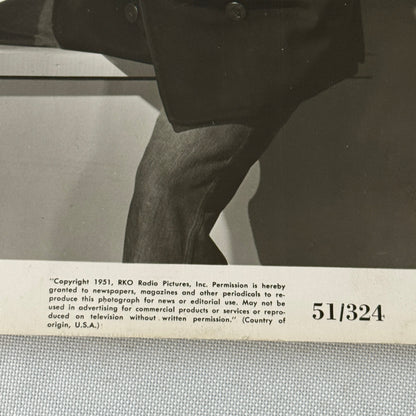 "Copyright 1951, RKO Radio Pictures, Inc. Permission is hereby
granted to newspapers, magazines and other periodicals to re-
produce this photograph for news or editorial use. May not be
used in advertising for commercial products or services or repro-
duced on television without written permission." (Country of
origin, U.S.A.)
51/324